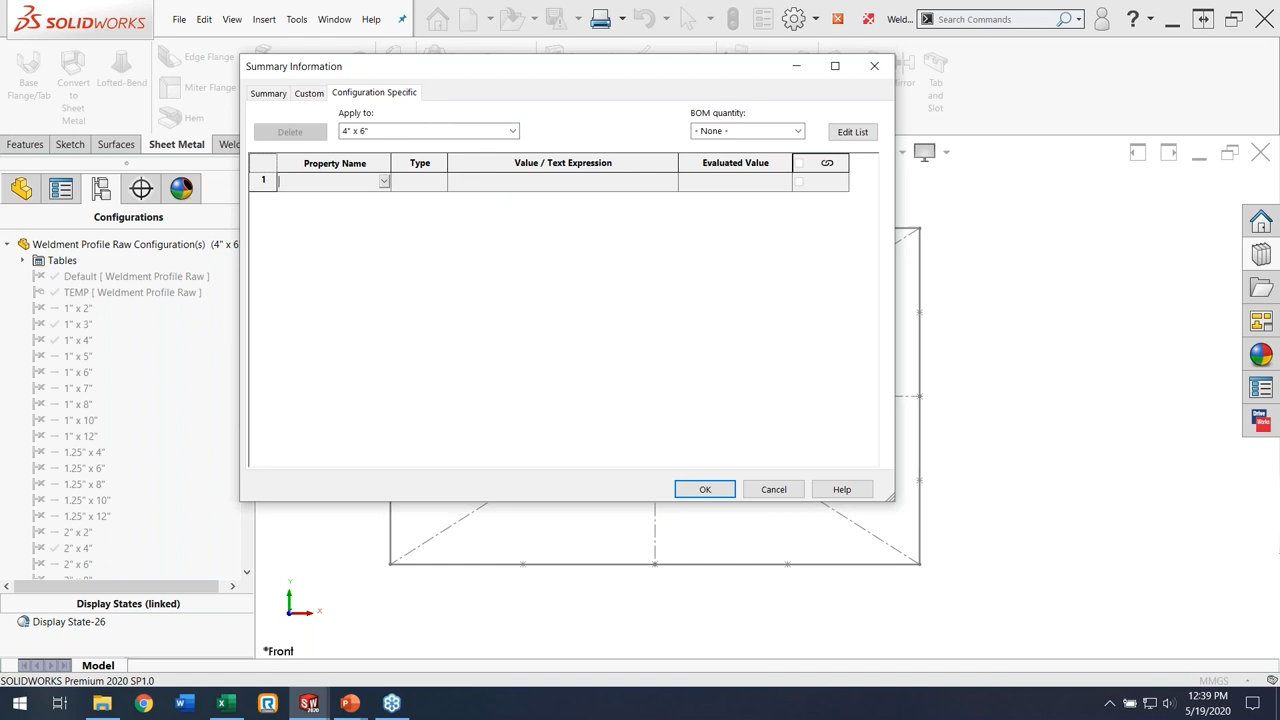 SOLIDWORKS
File Edit View Insert Tools Window Help
Weld...
Search Commands
?
Base Flange/Tab
Convert to Sheet Metal
Lofted-Bend
Edge Flange
Miter Flange
Hem
Tab and Slot
Features Sketch Surfaces Sheet Metal
Summary Information
Summary Custom Configuration Specific
Apply to:
BOM quantity:
Delete
4" x 6"
- None -
Edit List
Property Name Type Value / Text Expression Evaluated Value
1
OK Cancel Help
Configurations
Weldment Profile Raw Configuration(s) (4" x 6
Tables
Default [ Weldment Profile Raw ]
TEMP [ Weldment Profile Raw ]
1" x 2"
1" x 3"
1" x 4"
1" x 5"
1" x 6"
1" x 7"
1" x 8"
1" x 10"
1" x 12"
1.25" x 4"
1.25" x 6"
1.25" x 8"
1.25" x 10"
1.25" x 12"
2" x 2"
2" x 4"
2" x 6"
Display States (linked)
Display State-26
Y
X
*Front
Model
SOLIDWORKS Premium 2020 SP1.0
MMGS
12:39 PM
5/19/2020